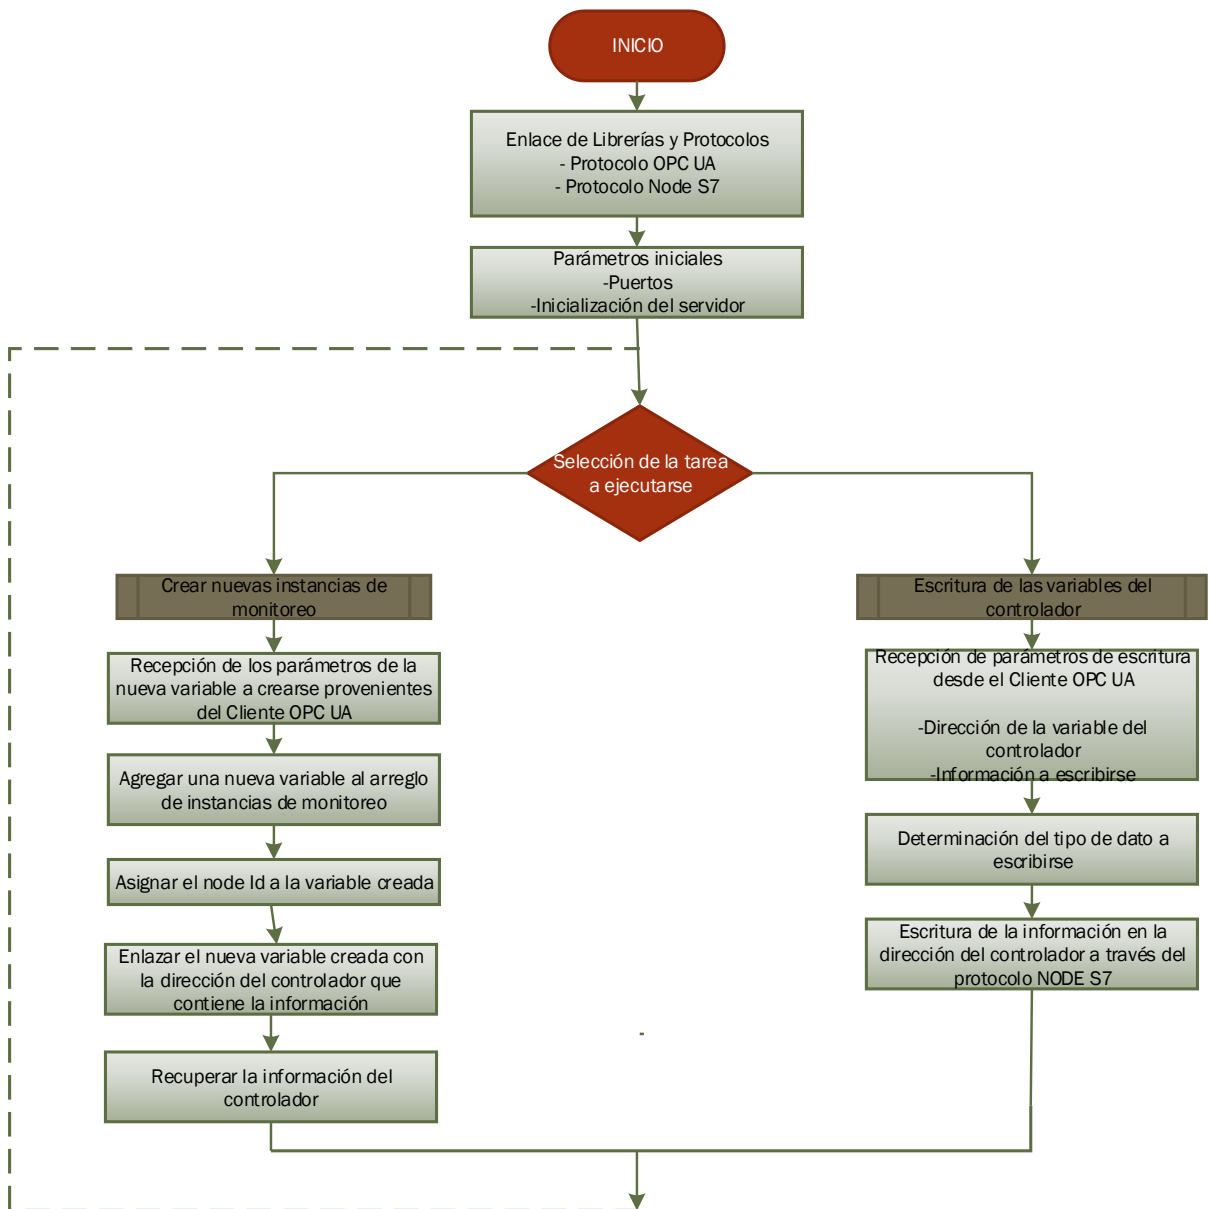 INICIO
Enlace de Librerías y Protocolos
- Protocolo OPC UA
- Protocolo Node S7
Parámetros iniciales
-Puertos
-Inicialización del servidor
Selección de la tarea
a ejecutarse
Crear nuevas instancias de
monitoreo
Recepción de los parámetros de la
nueva variable a crearse provenientes
del Cliente OPC UA
Agregar una nueva variable al arreglo
de instancias de monitoreo
Asignar el node Id a la variable creada
Enlazar el nueva variable creada con
la dirección del controlador que
contiene la información
Recuperar la información del
controlador
Escritura de las variables del
controlador
Recepción de parámetros de escritura
desde el Cliente OPC UA
-Dirección de la variable del
controlador
-Información a escribirse
Determinación del tipo de dato a
escribirse
Escritura de la información en la
dirección del controlador a través del
protocolo NODE S7
-